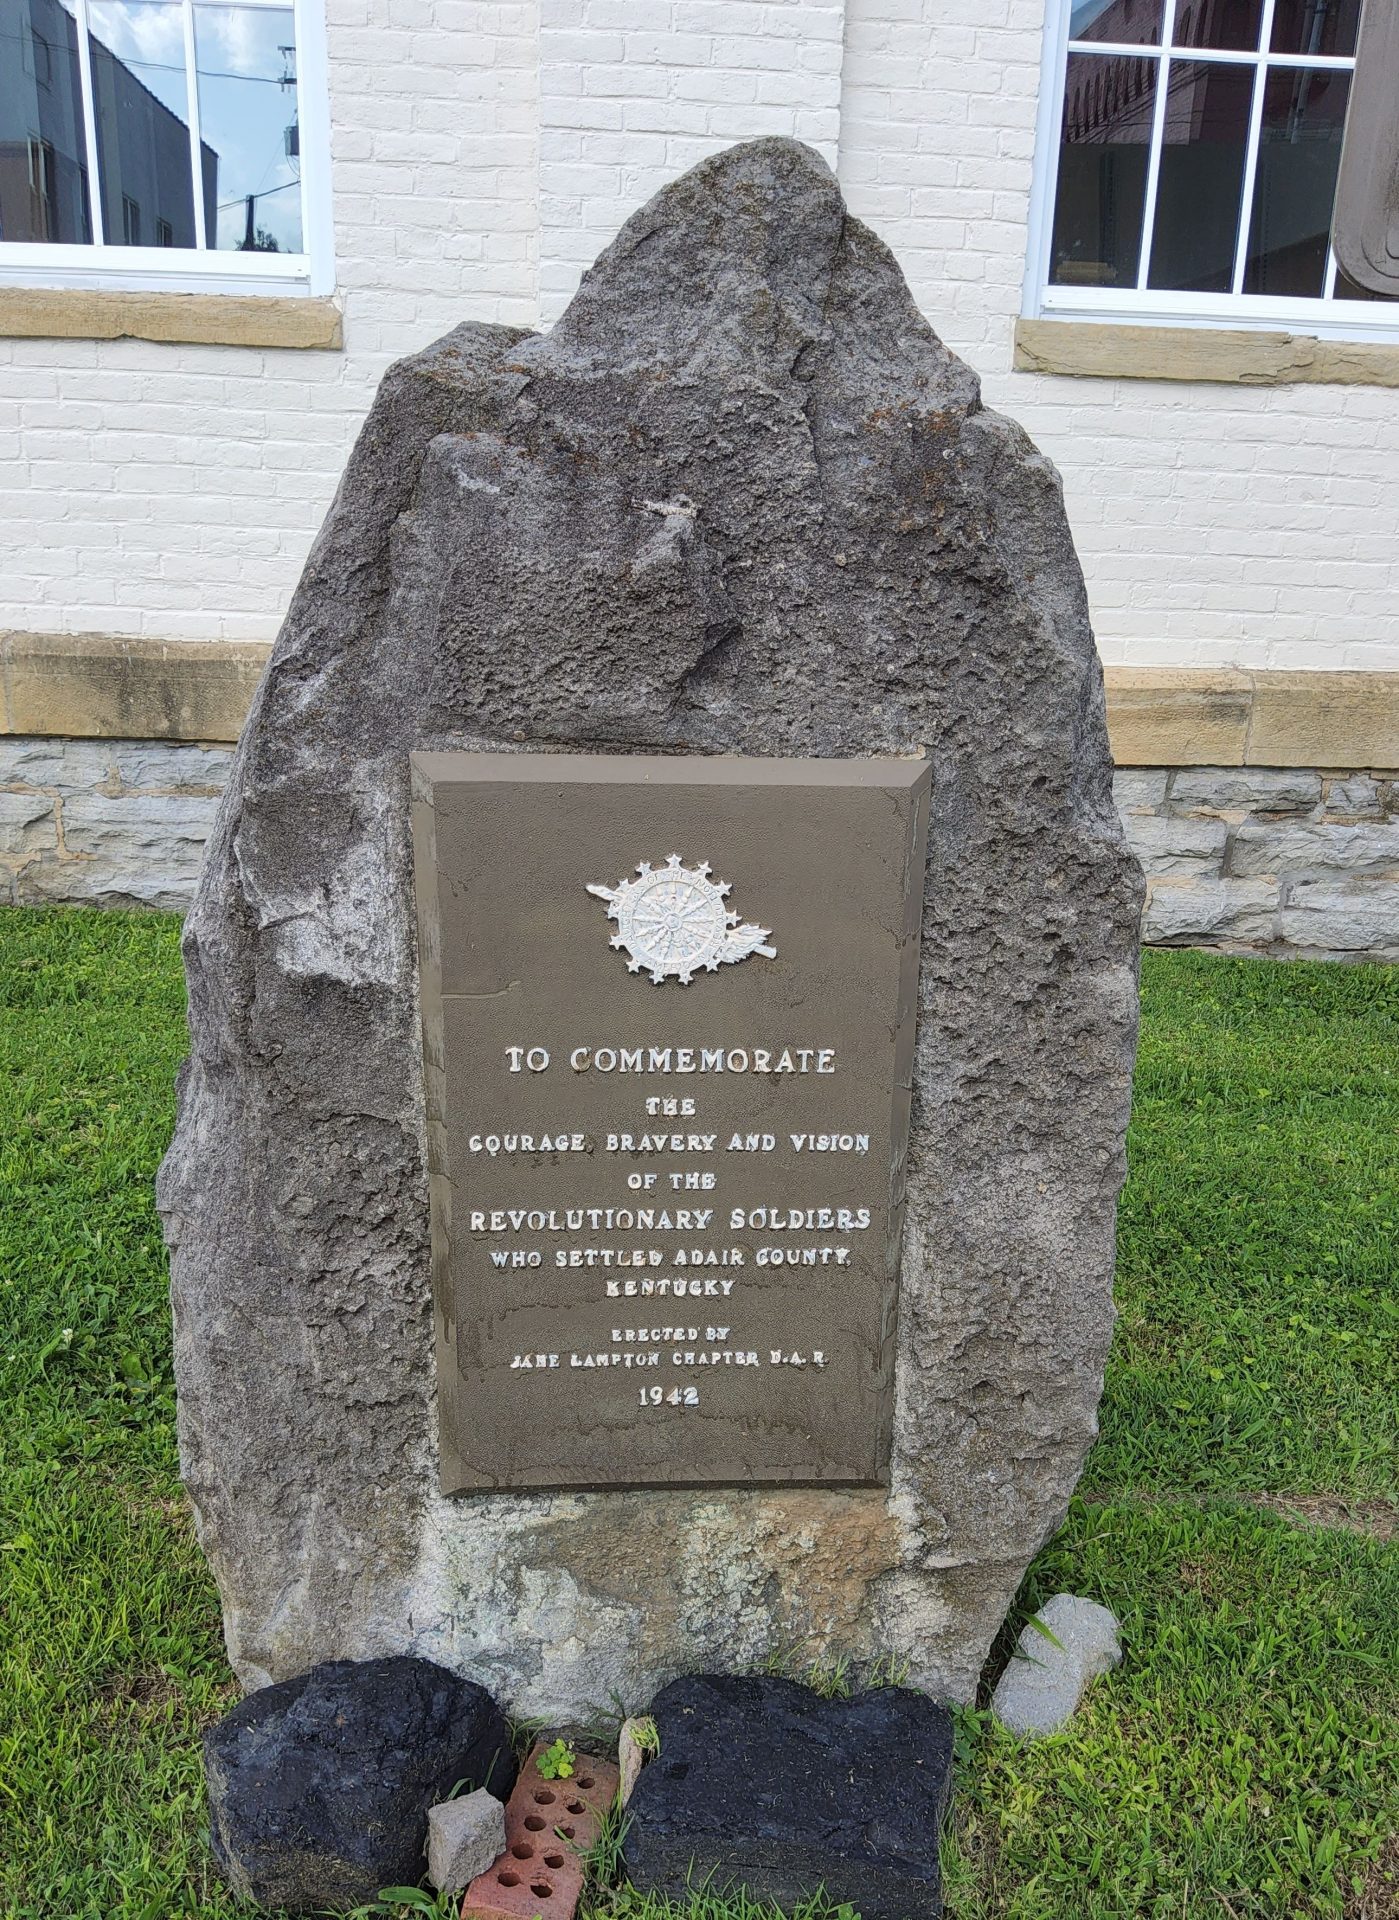 TO COMMEMORATE
THE
COURAGE, BRAVERY AND VISION
OF THE
REVOLUTIONARY SOLDIERS
WHO SETTLED ADAIR COUNTY,
KENTUCKY
ERECTED BY
JANE LAMPTON CHAPTER D.A.R.
1942